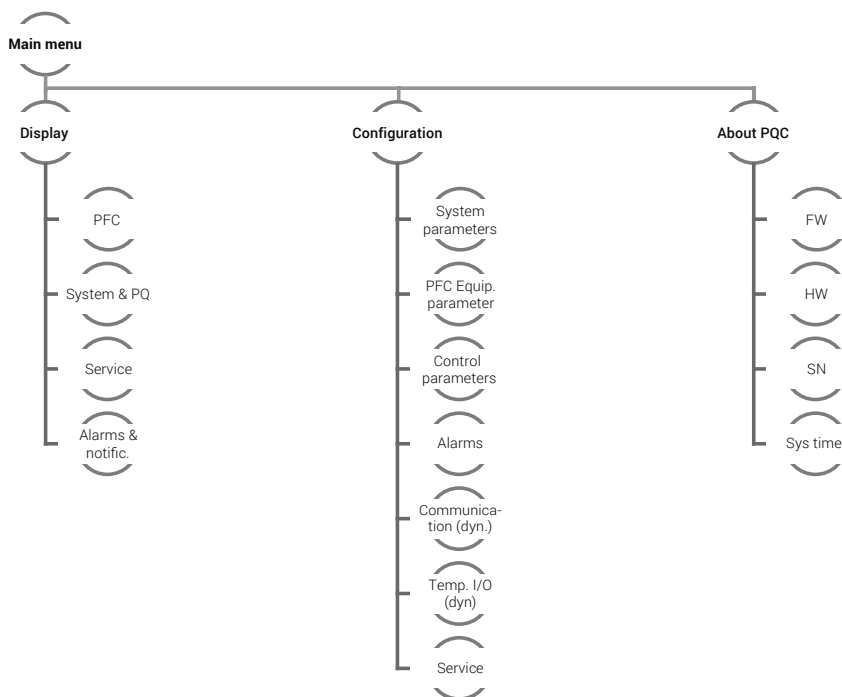 Main menu
Display
PFC
System & PQ
Service
Alarms &
notific.
Configuration
System
parameters
PFC Equip.
parameter
Control
parameters
Alarms
Communica-
tion (dyn.)
Temp. I/O
(dyn)
Service
About PQC
FW
HW
SN
Sys time